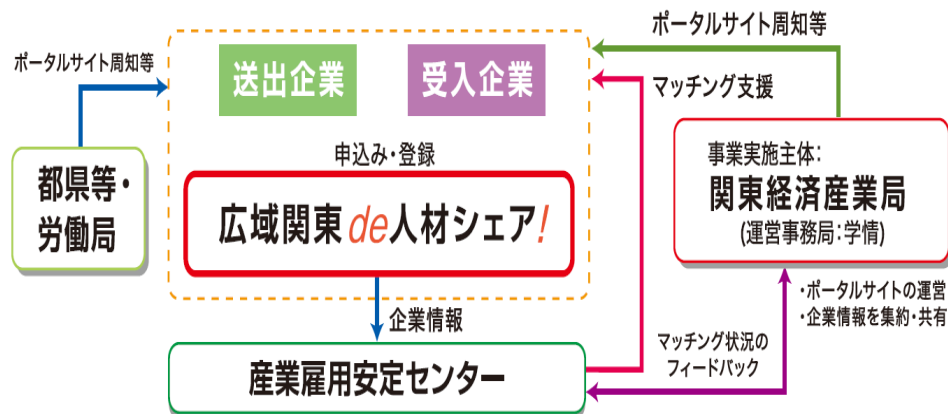 ポータルサイト周知等
ポータルサイト周知等
送出企業
受入企業
マッチング支援
都県等・
労働局
申込み・登録
広域関東de人材シェア!
事業実施主体：
関東経済産業局
(運営事務局：学情)
企業情報
・ポータルサイトの運営
・企業情報を集約・共有
マッチング状況の
フィードバック
産業雇用安定センター